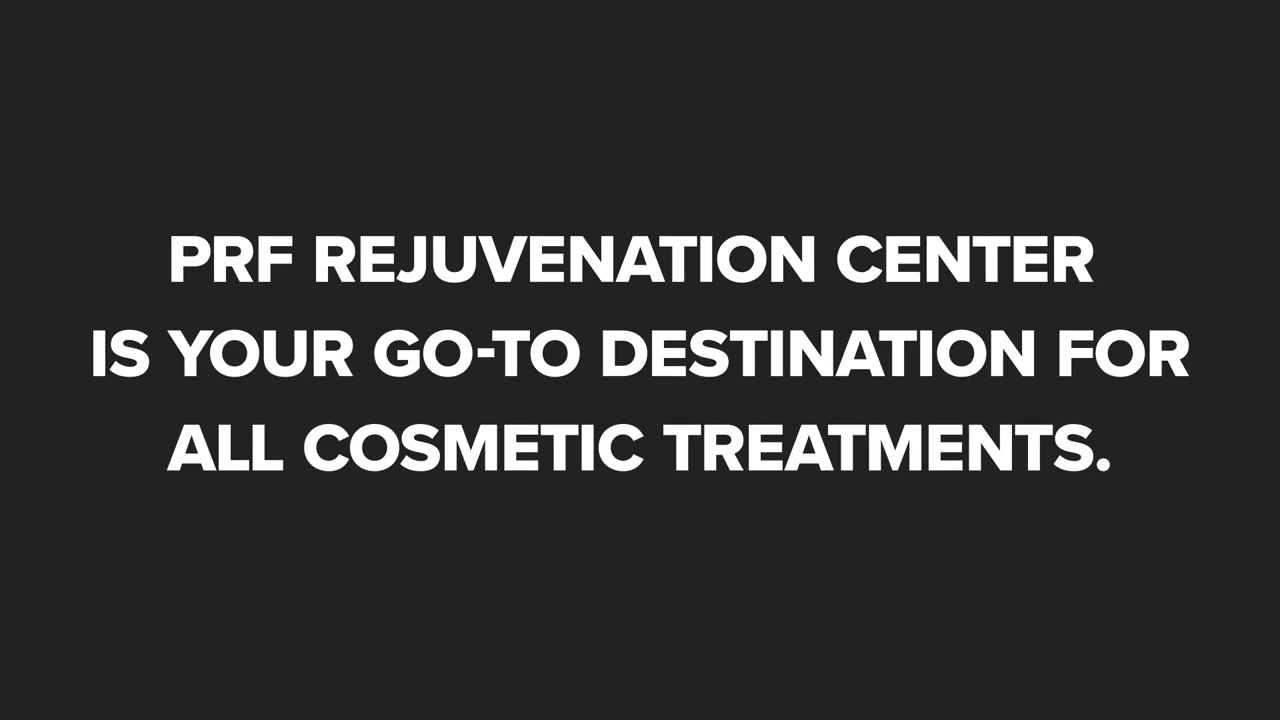 PRF REJUVENATION CENTER
IS YOUR GO-TO DESTINATION FOR
ALL COSMETIC TREATMENTS.